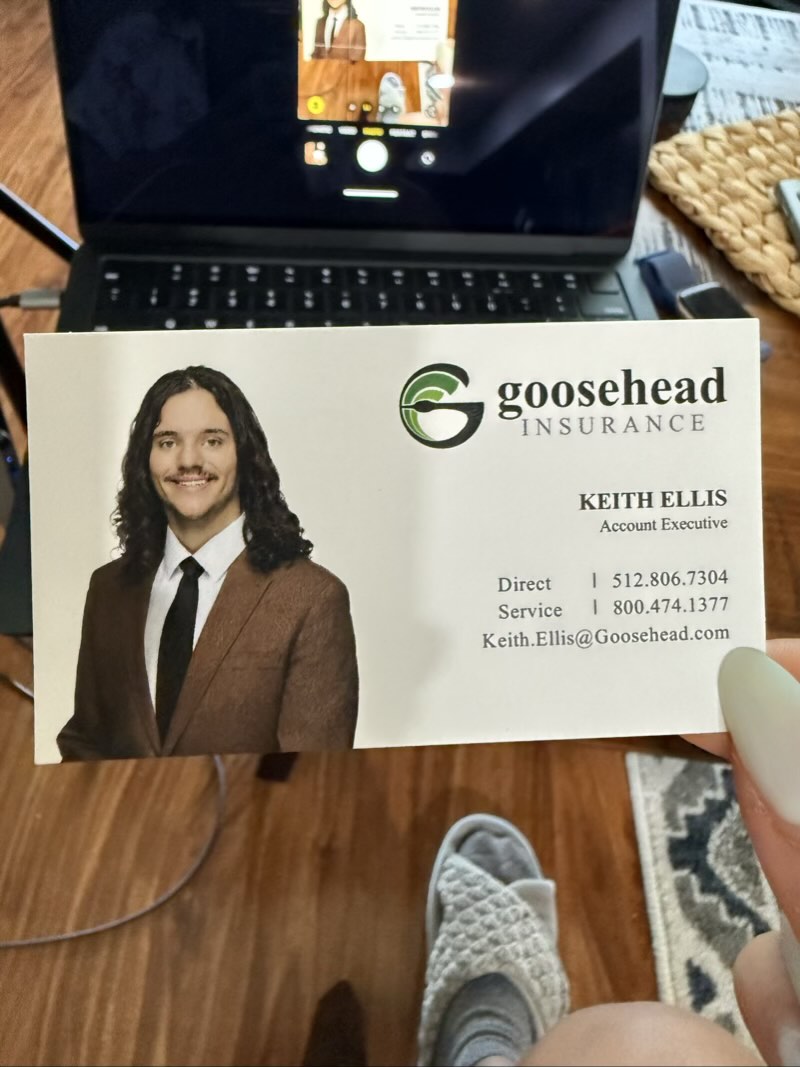 goosehead
INSURANCE
KEITH ELLIS
Account Executive
Direct | 512.806.7304
Service | 800.474.1377
Keith.Ellis@Goosehead.com